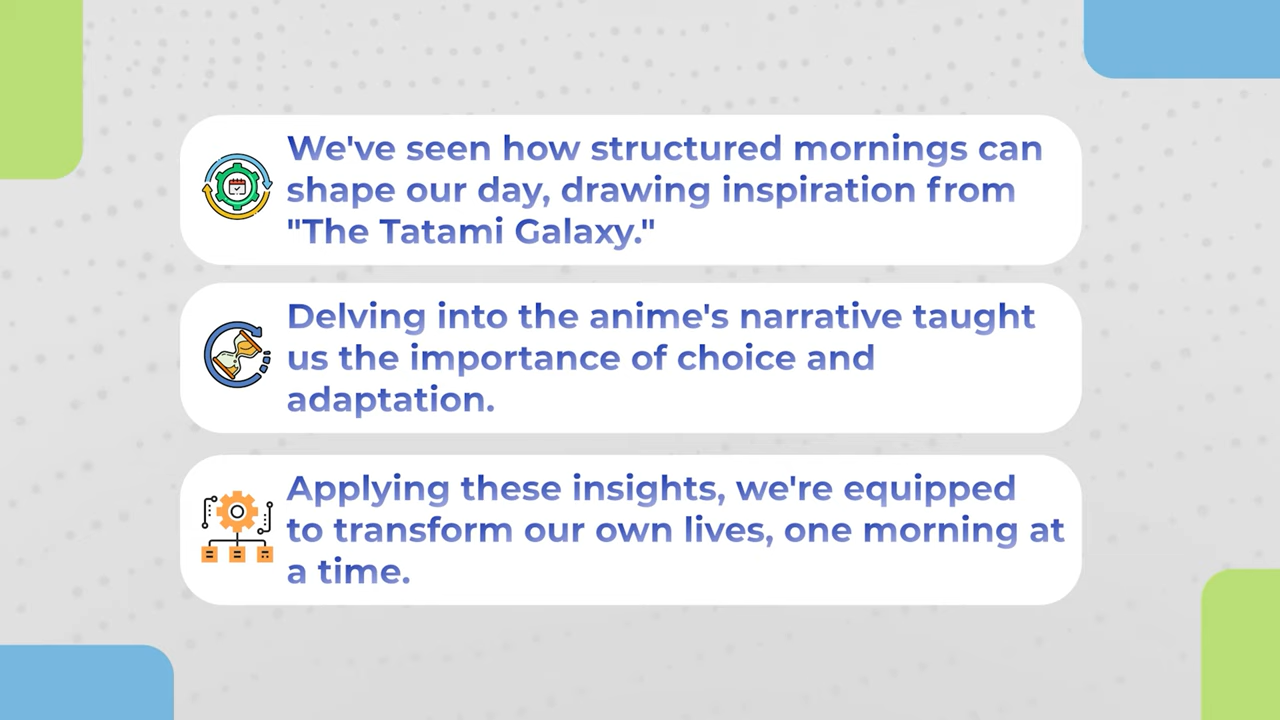 We've seen how structured mornings can
shape our day, drawing inspiration from
"The Tatami Galaxy."
Delving into the anime's narrative taught
us the importance of choice and
adaptation.
Applying these insights, we're equipped
to transform our own lives, one morning at
a time.